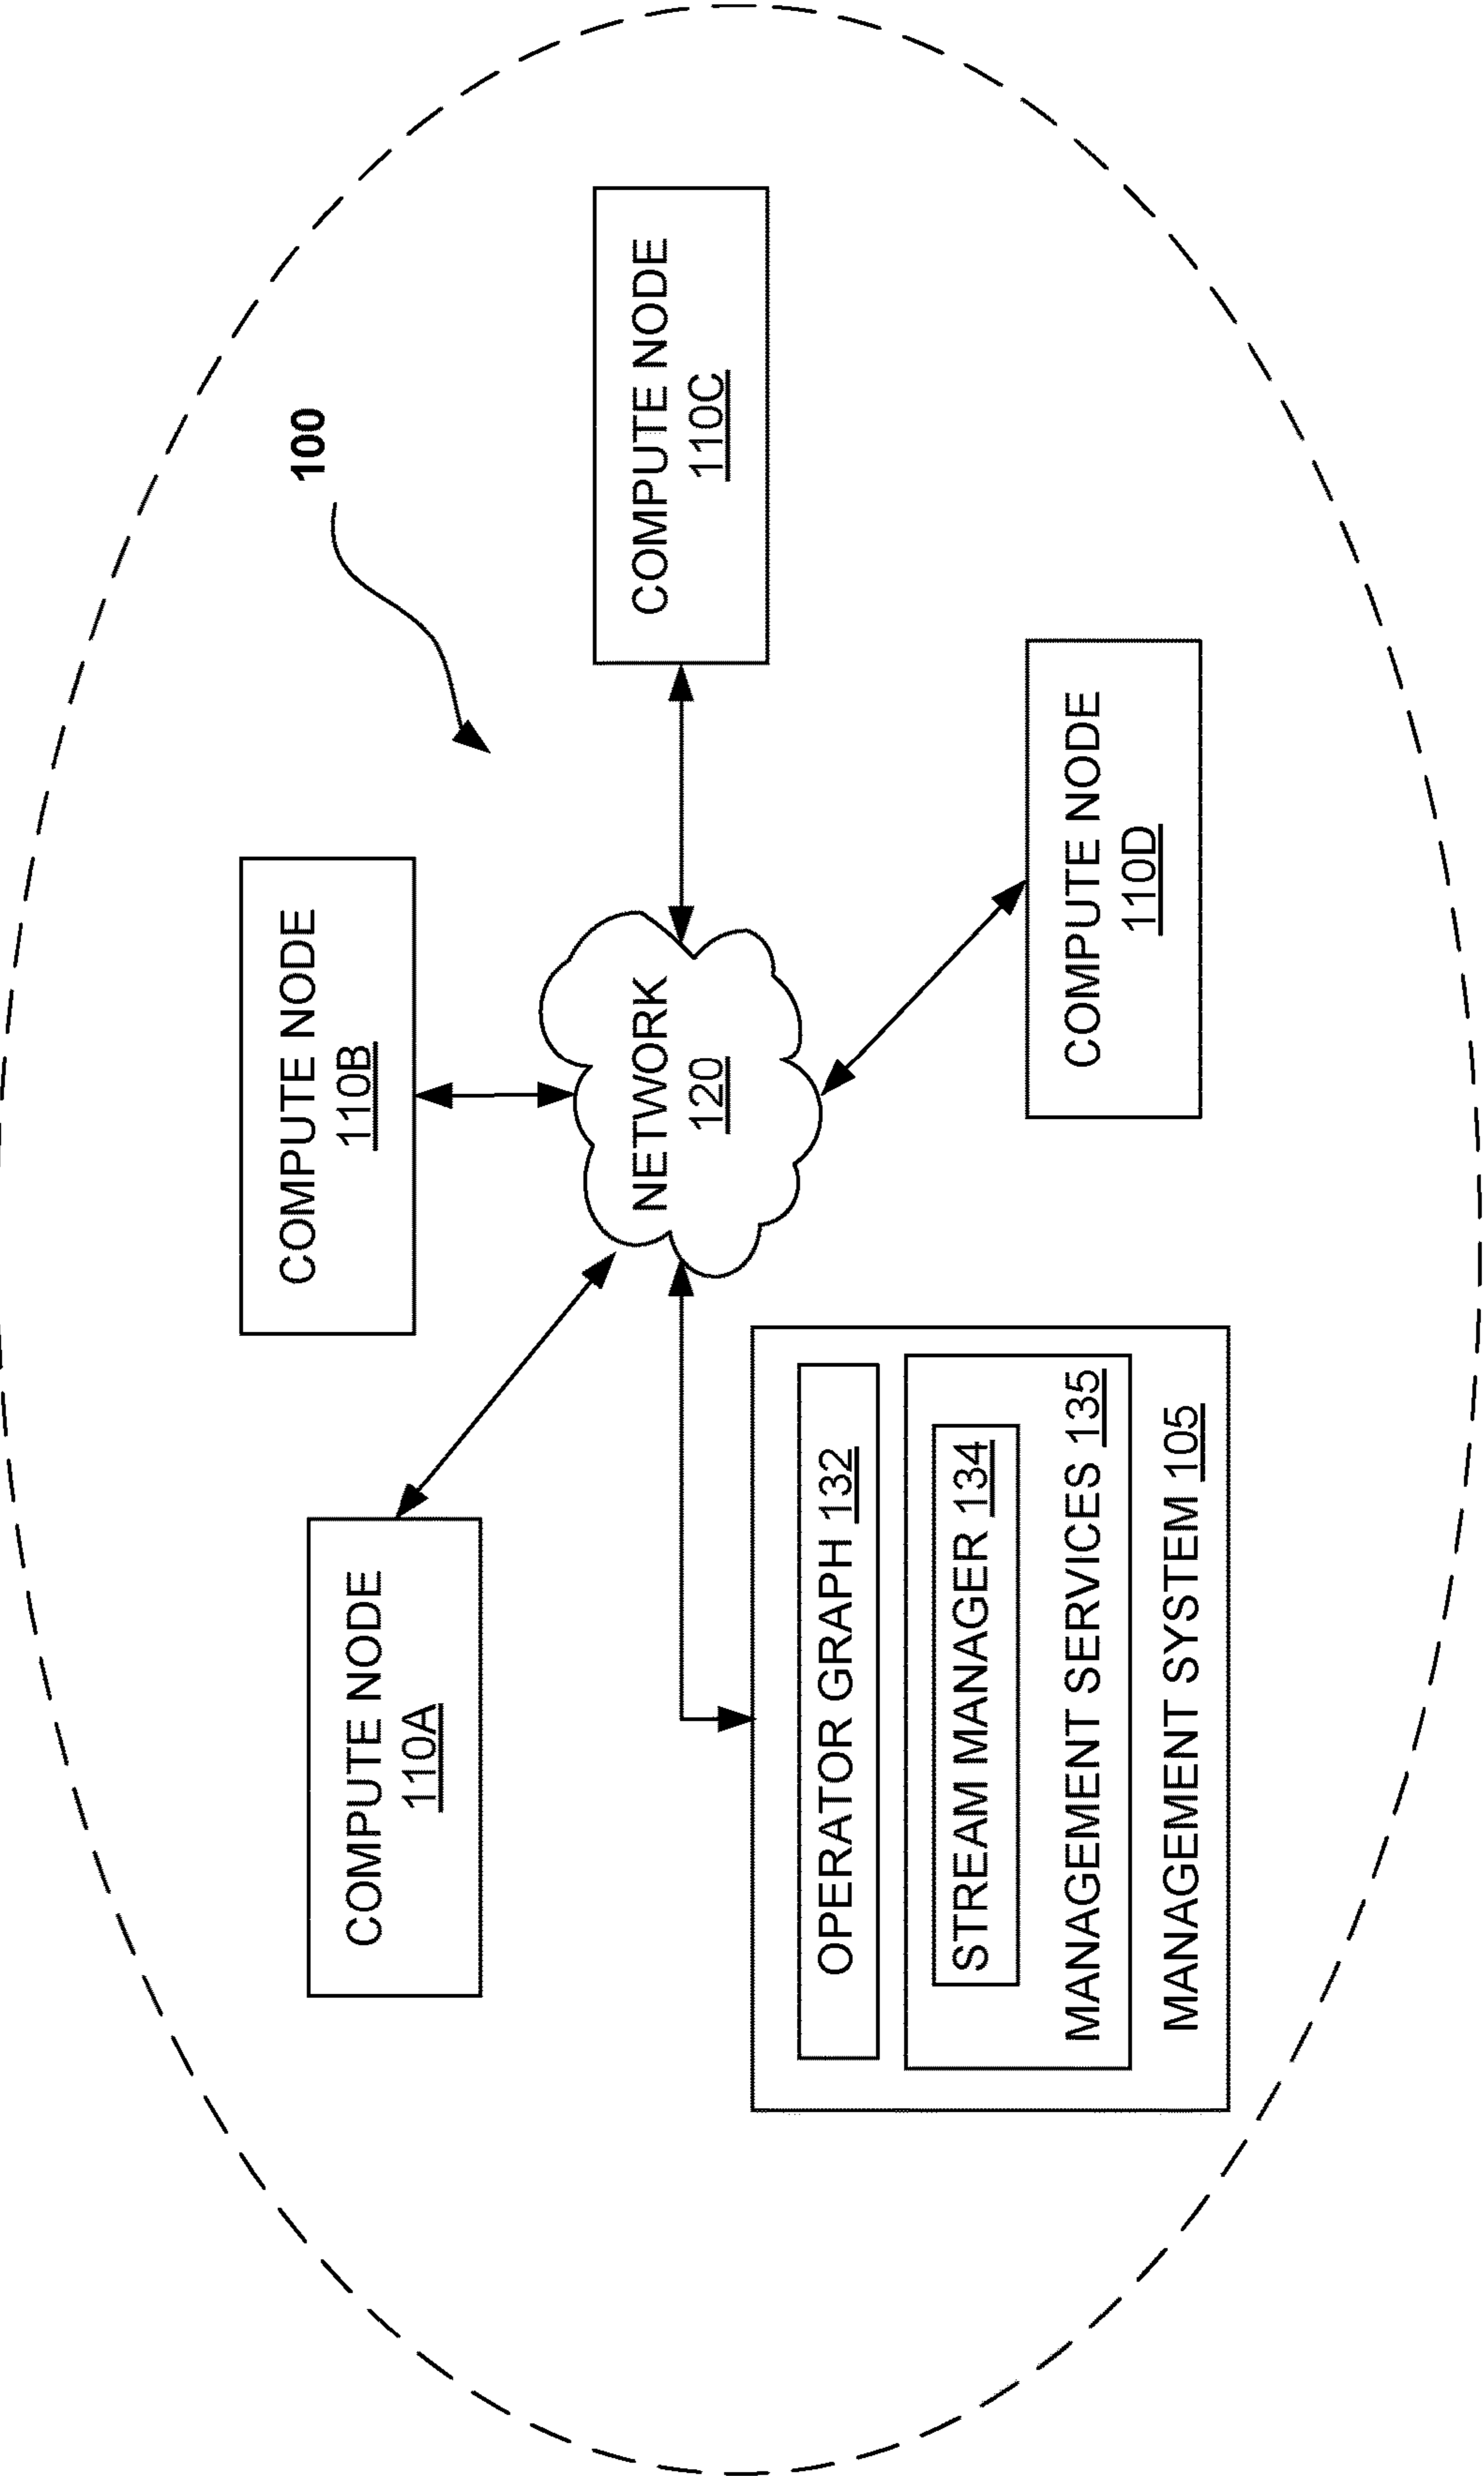 100
COMPUTE NODE
110A
COMPUTE NODE
110B
COMPUTE NODE
110C
NETWORK
120
COMPUTE NODE
110D
OPERATOR GRAPH 132
STREAM MANAGER 134
MANAGEMENT SERVICES 135
MANAGEMENT SYSTEM 105